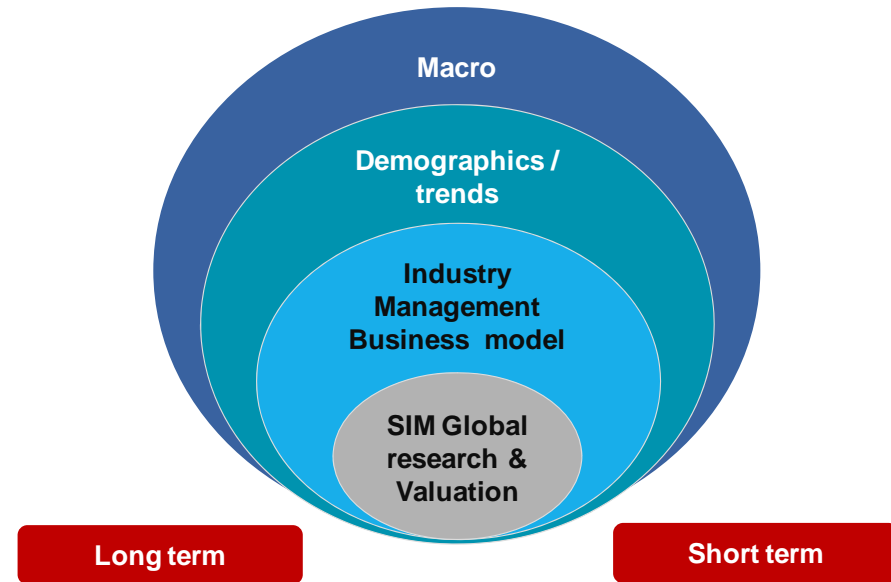 Macro
Demographics /
trends
Industry
Management
Business model
SIM Global
research &
Valuation
Long term
Short term